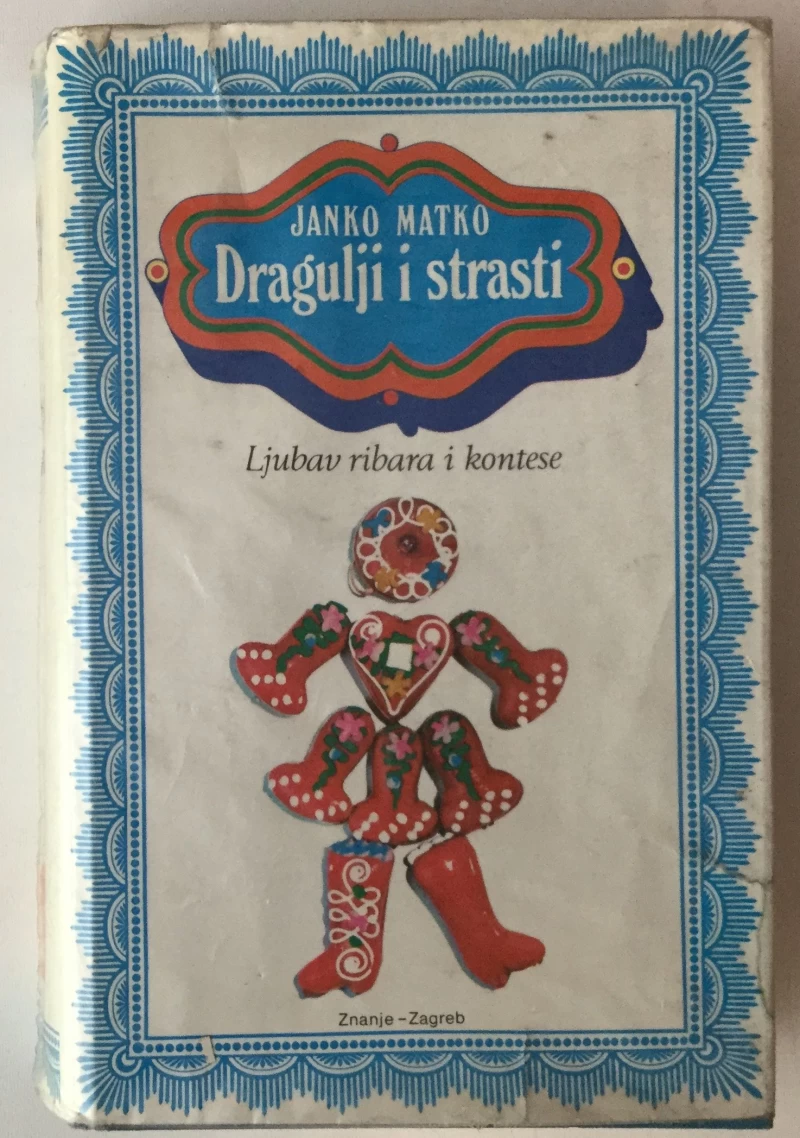 JANKO MATKO
Dragulji i strasti
Ljubav ribara i kontese
Znanje – Zagreb